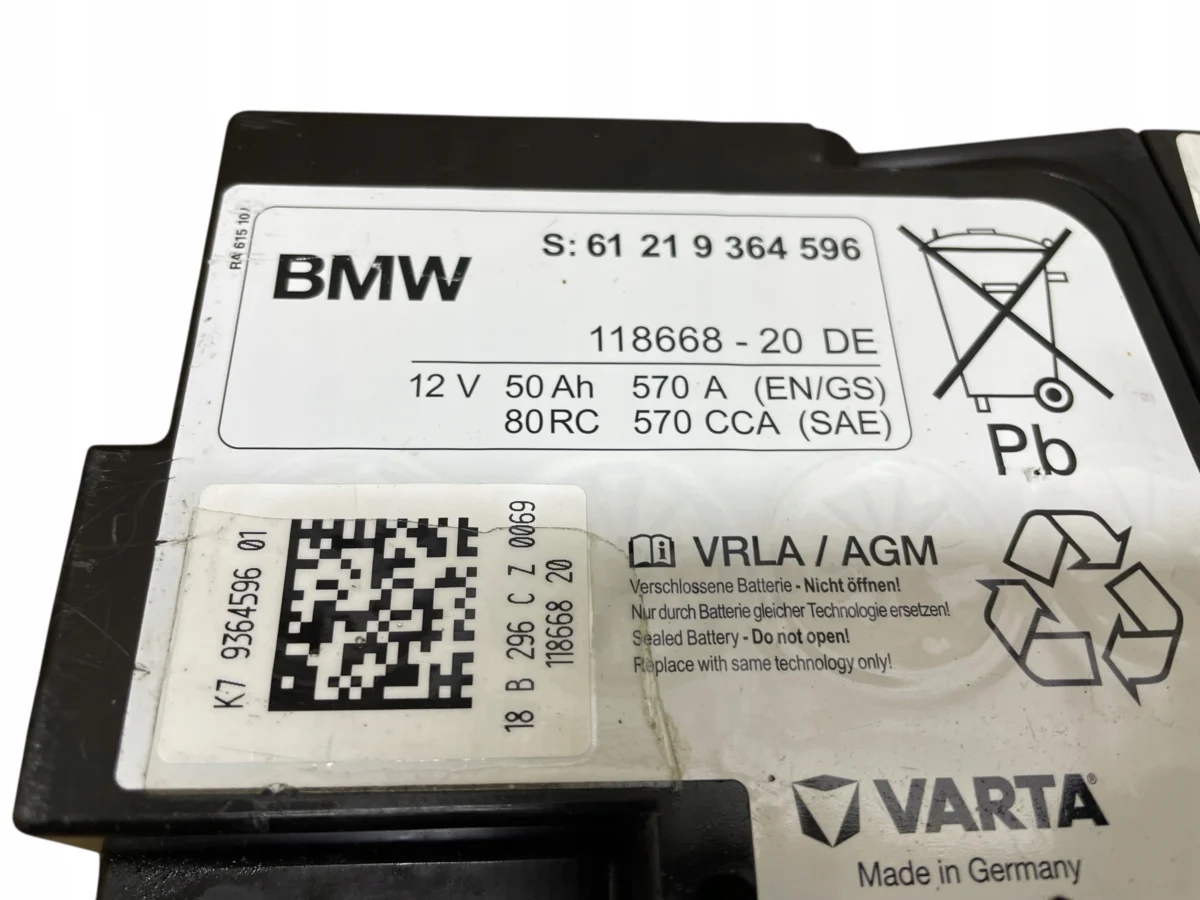 RA 615 10
BMW
S: 61 21 9 364 596
118668 - 20 DE
12 V 50 Ah 570 A (EN/GS)
80 RC 570 CCA (SAE)
Pb
K7 9364596 01
18 B 296 C Z 0069
118668 20
VRLA / AGM
Verschlossene Batterie - Nicht öffnen!
Nur durch Batterie gleicher Technologie ersetzen!
Sealed Battery - Do not open!
Replace with same technology only!
VARTA®
Made in Germany